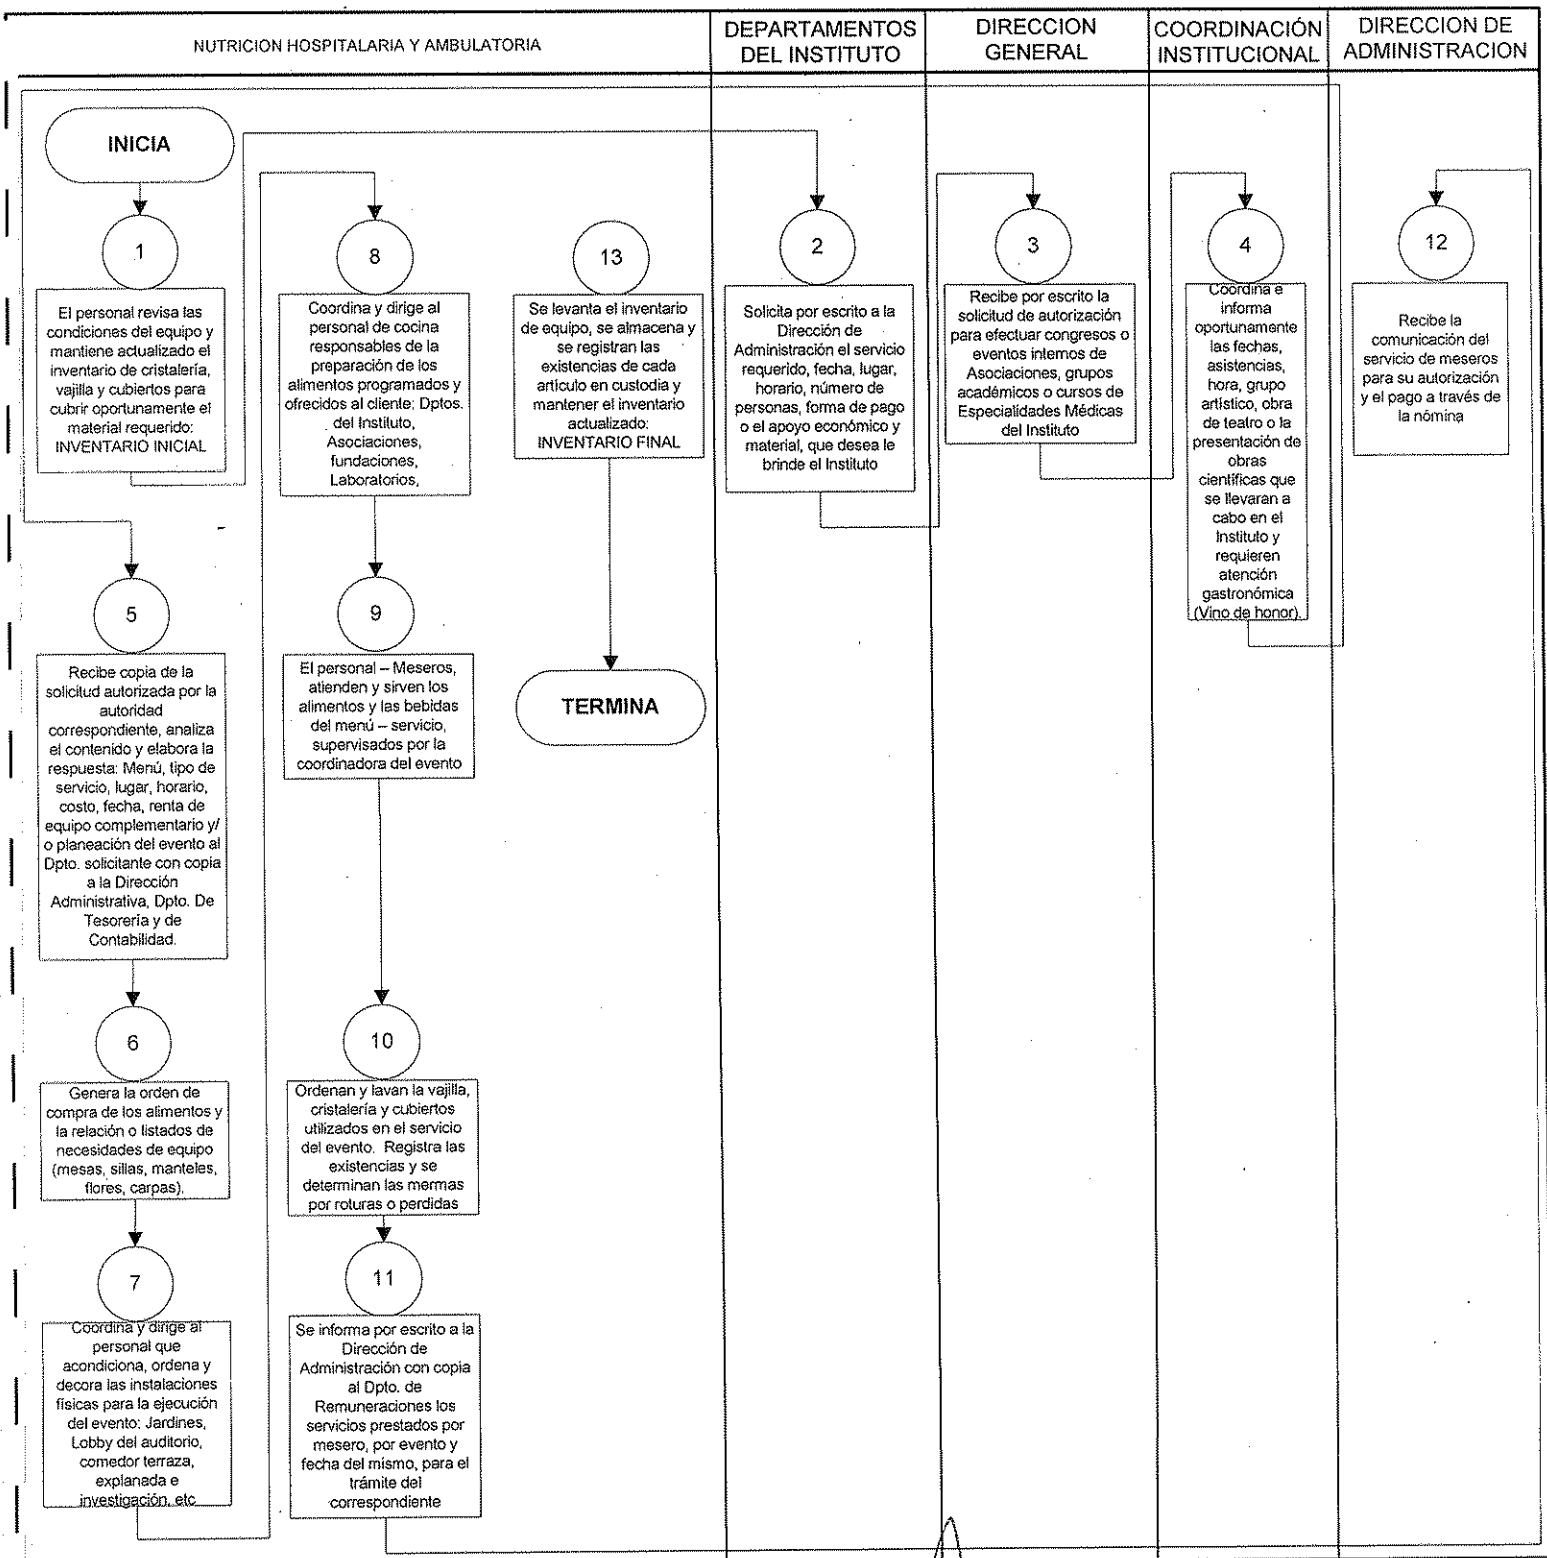 NUTRICION HOSPITALARIA Y AMBULATORIA
DEPARTAMENTOS
DEL INSTITUTO
DIRECCION
GENERAL
COORDINACIÓN
INSTITUCIONAL
DIRECCION DE
ADMINISTRACION
INICIA
1
El personal revisa las
condiciones del equipo y
mantiene actualizado el
inventario de cristalería,
vajilla y cubiertos para
cubrir oportunamente el
material requerido:
INVENTARIO INICIAL
2
Solicita por escrito a la
Dirección de
Administración el servicio
requerido, fecha, lugar,
horario, número de
personas, forma de pago
o el apoyo económico y
material, que desea le
brinde el Instituto
3
Recibe por escrito la
solicitud de autorización
para efectuar congresos o
eventos internos de
Asociaciones, grupos
académicos o cursos de
Especialidades Médicas
del Instituto
4
Coordina e
informa
oportunamente
las fechas,
asistencias,
hora, grupo
artístico, obra
de teatro o la
presentación de
obras
científicas que
se llevaran a
cabo en el
Instituto y
requieren
atención
gastronómica
(Vino de honor).
5
Recibe copia de la
solicitud autorizada por la
autoridad
correspondiente, analiza
el contenido y elabora la
respuesta: Menú, tipo de
servicio, lugar, horario,
costo, fecha, renta de
equipo complementario y/
o planeación del evento al
Dpto. solicitante con copia
a la Dirección
Administrativa, Dpto. De
Tesorería y de
Contabilidad.
6
Genera la orden de
compra de los alimentos y
la relación o listados de
necesidades de equipo
(mesas, sillas, manteles,
flores, carpas).
7
Coordina y dirige al
personal que
acondiciona, ordena y
decora las instalaciones
físicas para la ejecución
del evento: Jardines,
Lobby del auditorio,
comedor terraza,
explanada e
investigación, etc
8
Coordina y dirige al
personal de cocina
responsables de la
preparación de los
alimentos programados y
ofrecidos al cliente: Dptos.
del Instituto,
Asociaciones,
fundaciones,
Laboratorios,
9
El personal – Meseros,
atienden y sirven los
alimentos y las bebidas
del menú – servicio,
supervisados por la
coordinadora del evento
10
Ordenan y lavan la vajilla,
cristalería y cubiertos
utilizados en el servicio
del evento. Registra las
existencias y se
determinan las mermas
por roturas o perdidas
11
Se informa por escrito a la
Dirección de
Administración con copia
al Dpto. de
Remuneraciones los
servicios prestados por
mesero, por evento y
fecha del mismo, para el
trámite del
correspondiente
12
Recibe la
comunicación del
servicio de meseros
para su autorización
y el pago a través de
la nómina
13
Se levanta el inventario
de equipo, se almacena y
se registran las
existencias de cada
artículo en custodia y
mantener el inventario
actualizado:
INVENTARIO FINAL
TERMINA